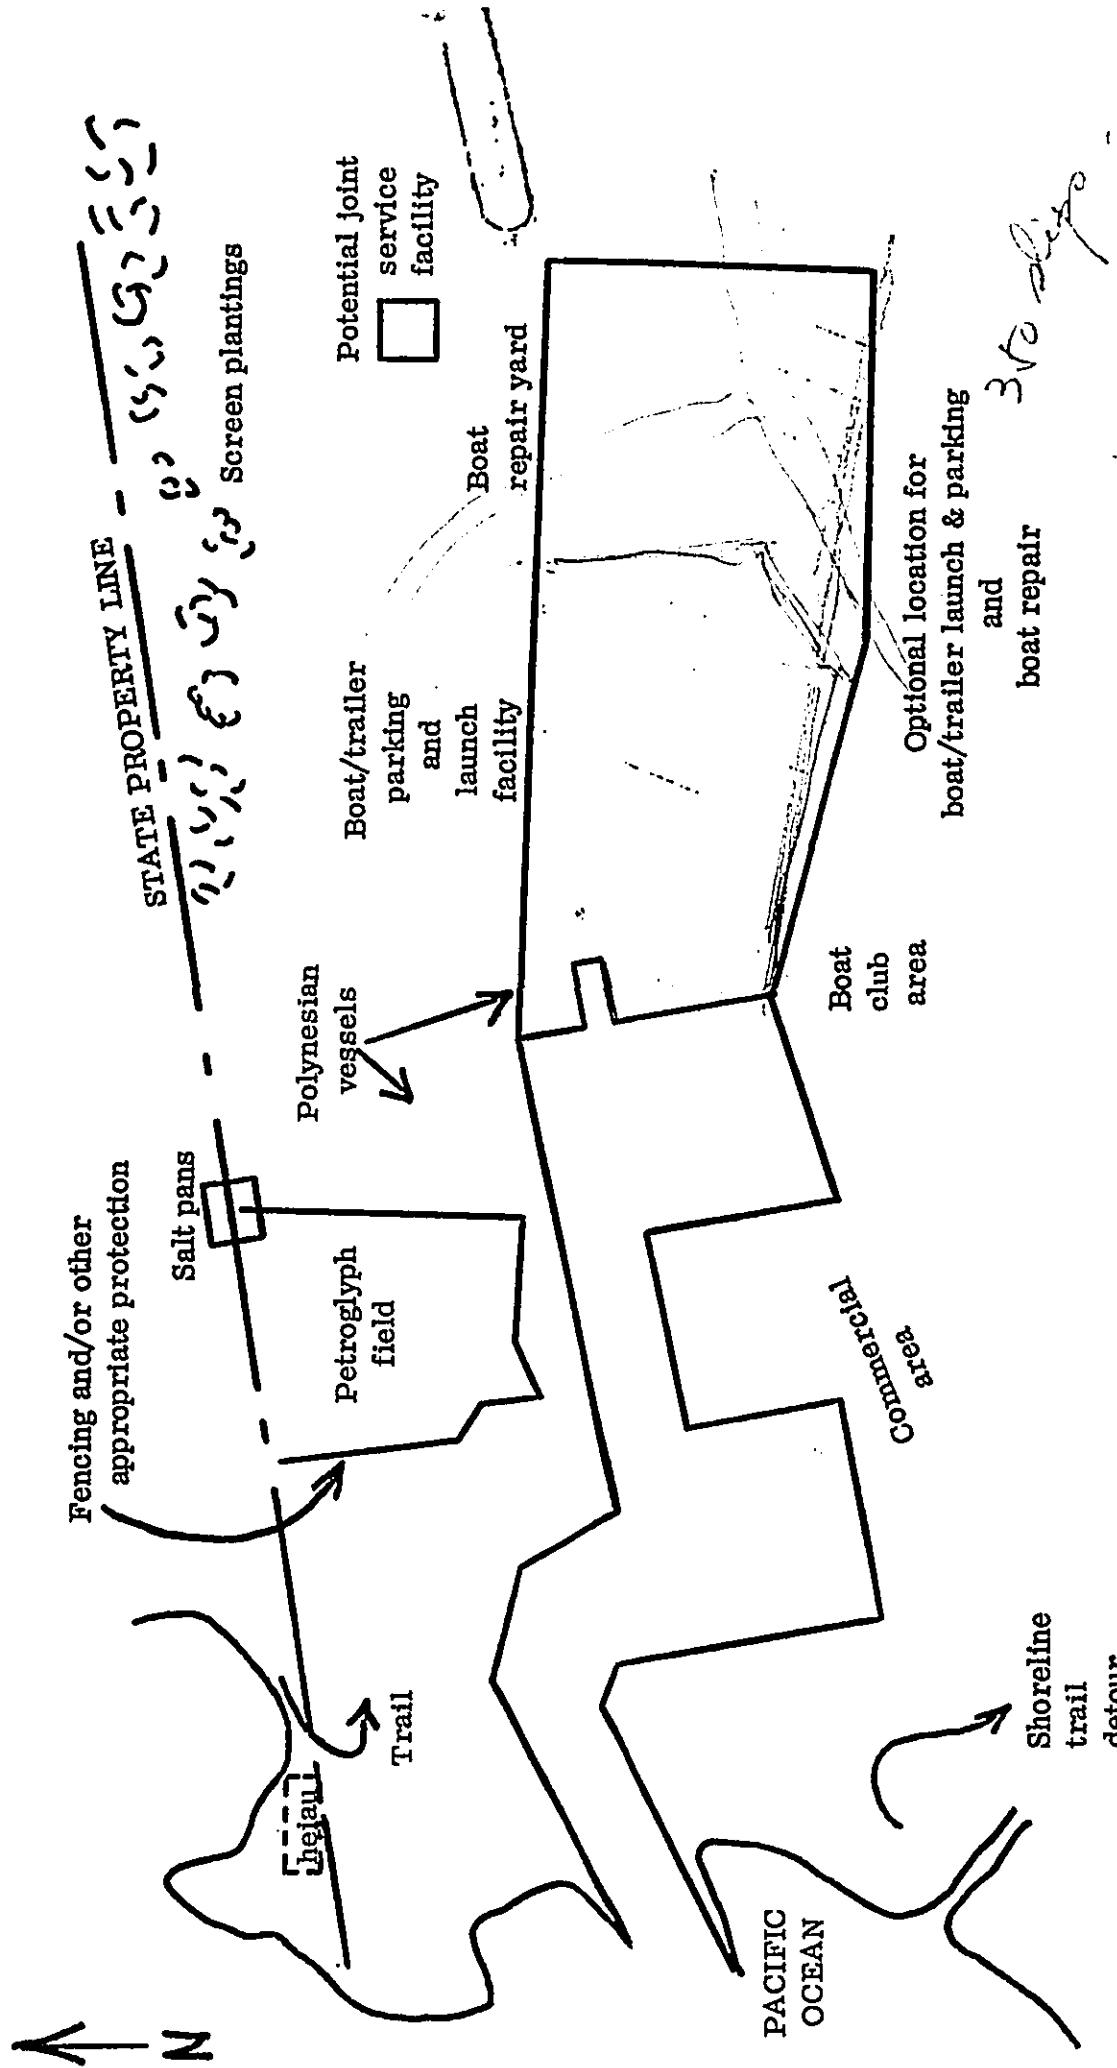 N
STATE PROPERTY LINE
Screen plantings
Fencing and/or other
appropriate protection
Salt pans
Petroglyph
field
heiau
Trail
Polynesian
vessels
Boat/trailer
parking
and
launch
facility
Boat
repair yard
Potential joint
service
facility
PACIFIC
OCEAN
Shoreline
trail
detour
Commercial
area
Boat
club
area
Optional location for
boat/trailer launch & parking
and
boat repair